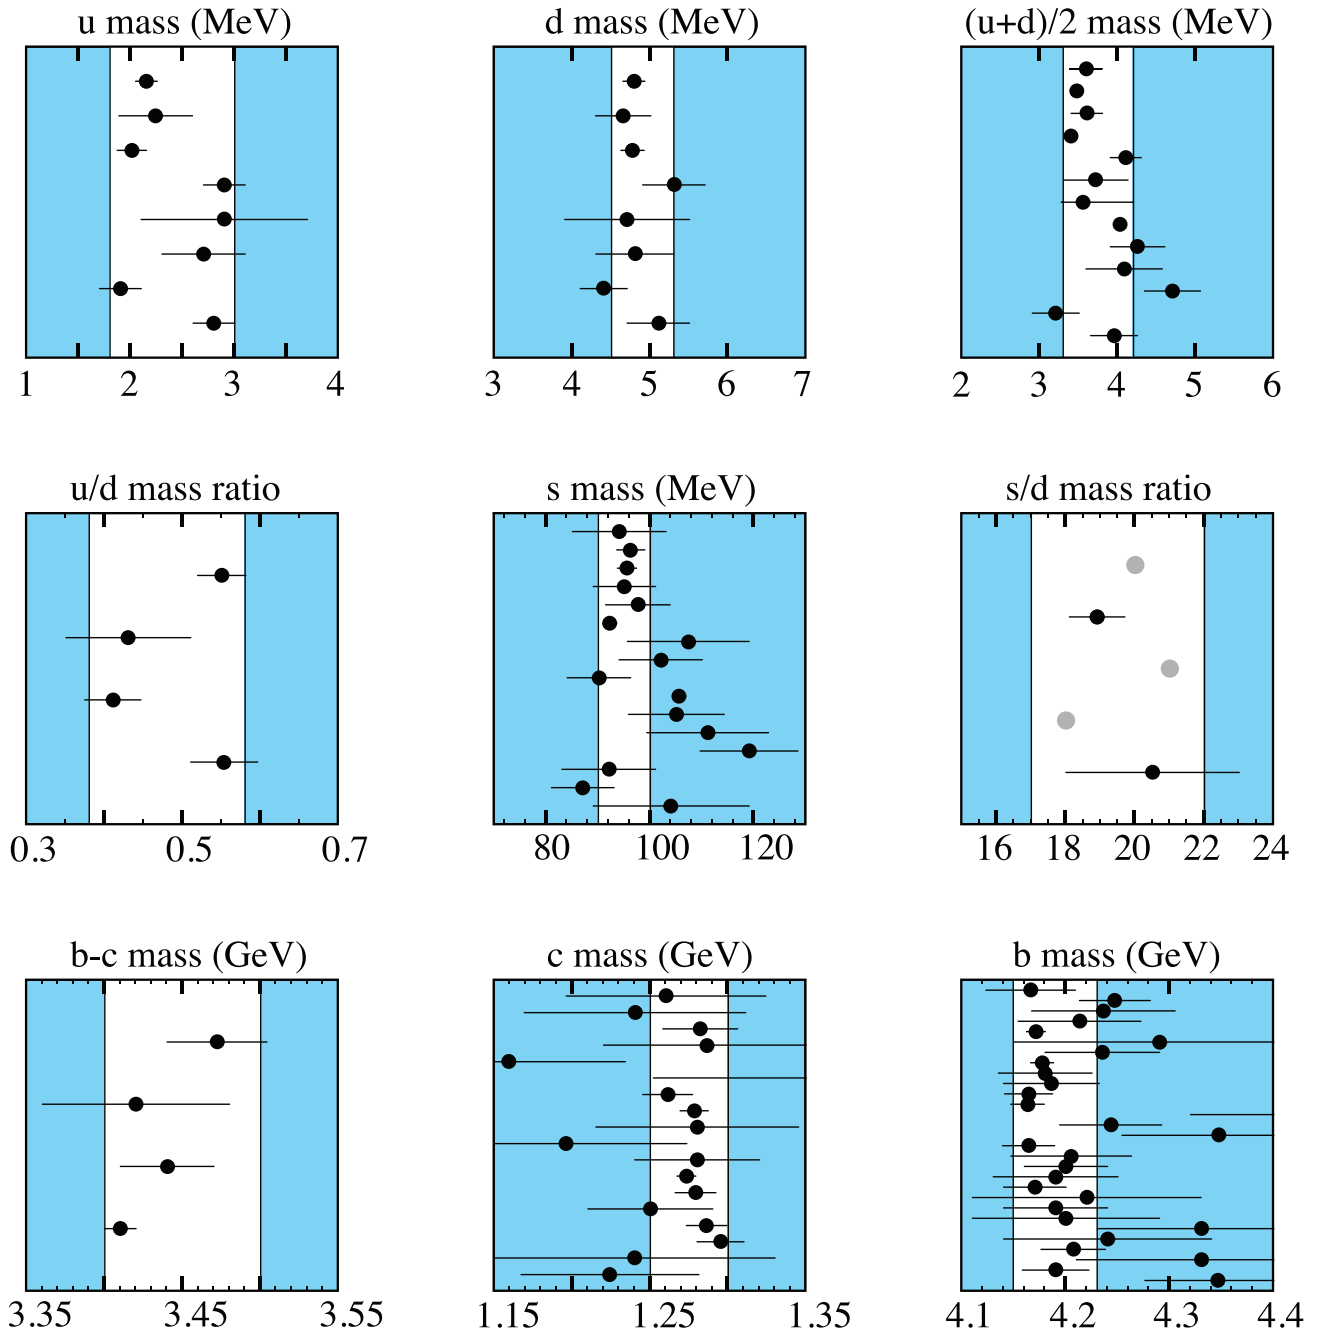 u mass (MeV) d mass (MeV) (u+d)/2 mass (MeV)
1 2 3 4 3 4 5 6 7 2 3 4 5 6
u/d mass ratio s mass (MeV) s/d mass ratio
0.3 0.5 0.7 80 100 120 16 18 20 22 24
b-c mass (GeV) c mass (GeV) b mass (GeV)
3.35 3.45 3.55 1.15 1.25 1.35 4.1 4.2 4.3 4.4